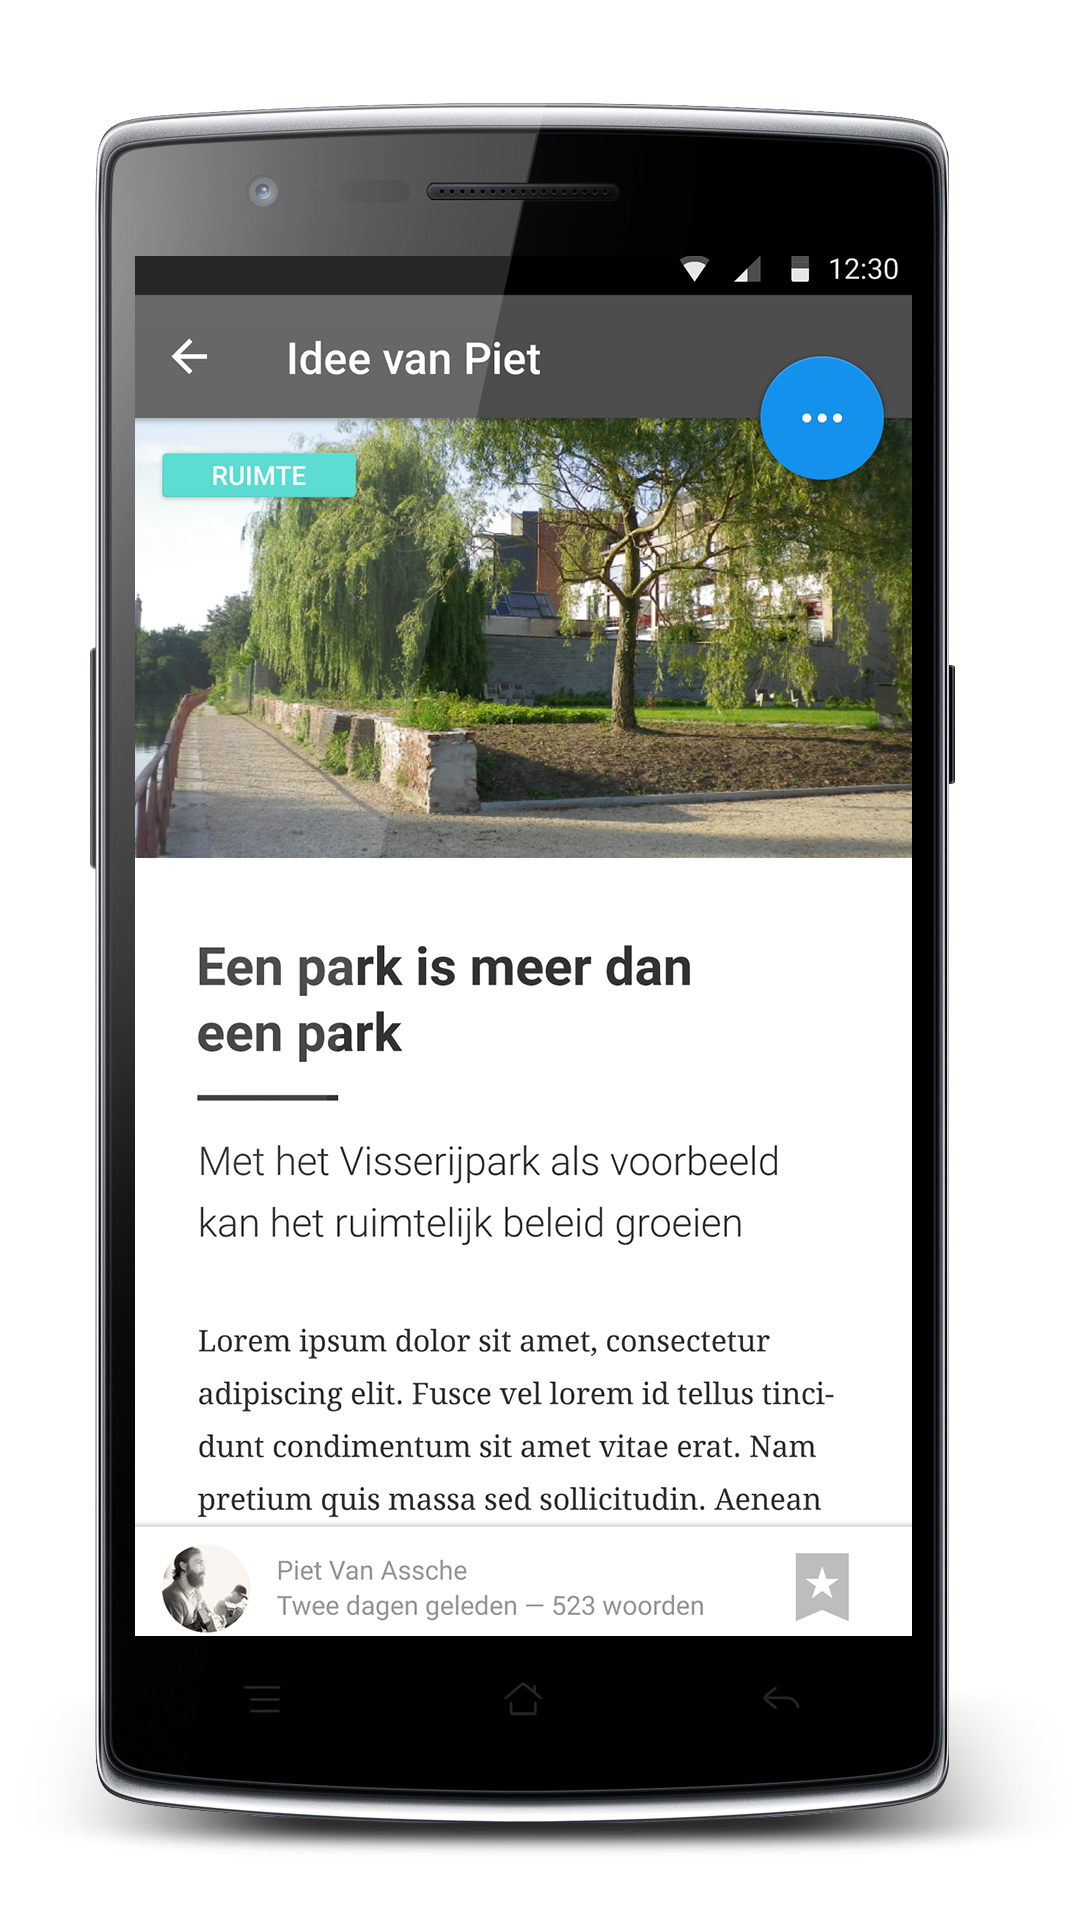 12:30
Idee van Piet
RUIMTE
Een park is meer dan
een park
Met het Visserijpark als voorbeeld
kan het ruimtelijk beleid groeien
Lorem ipsum dolor sit amet, consectetur
adipiscing elit. Fusce vel lorem id tellus tinci-
dunt condimentum sit amet vitae erat. Nam
pretium quis massa sed sollicitudin. Aenean
Piet Van Assche
Twee dagen geleden — 523 woorden